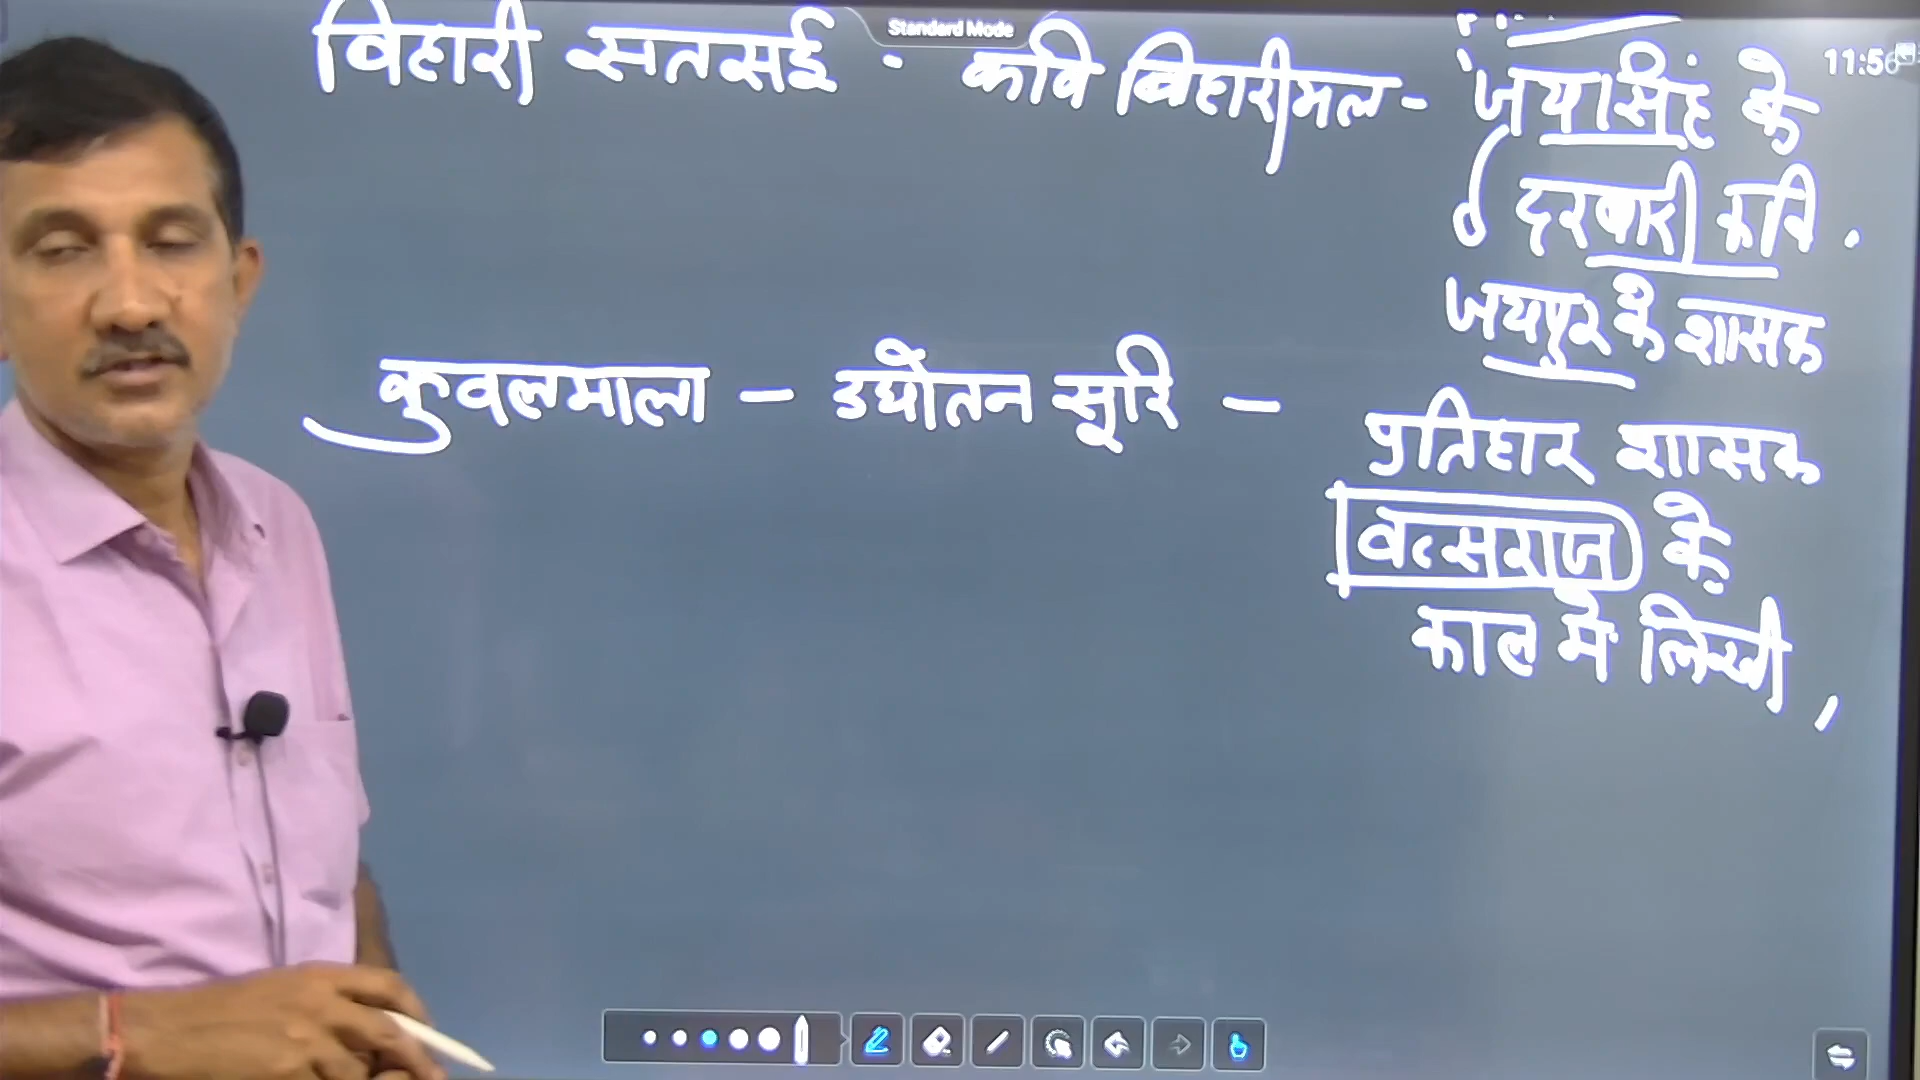 Standard Mode
11:56
बिहारी सतसई - कवि बिहारीमल - जयसिंह के
दरबारी कवि .
जयपुर के शासक
कुवलमाला - उद्योतन सूरि -
प्रतिहार शासक
वत्सराज के
काल में लिखी ,